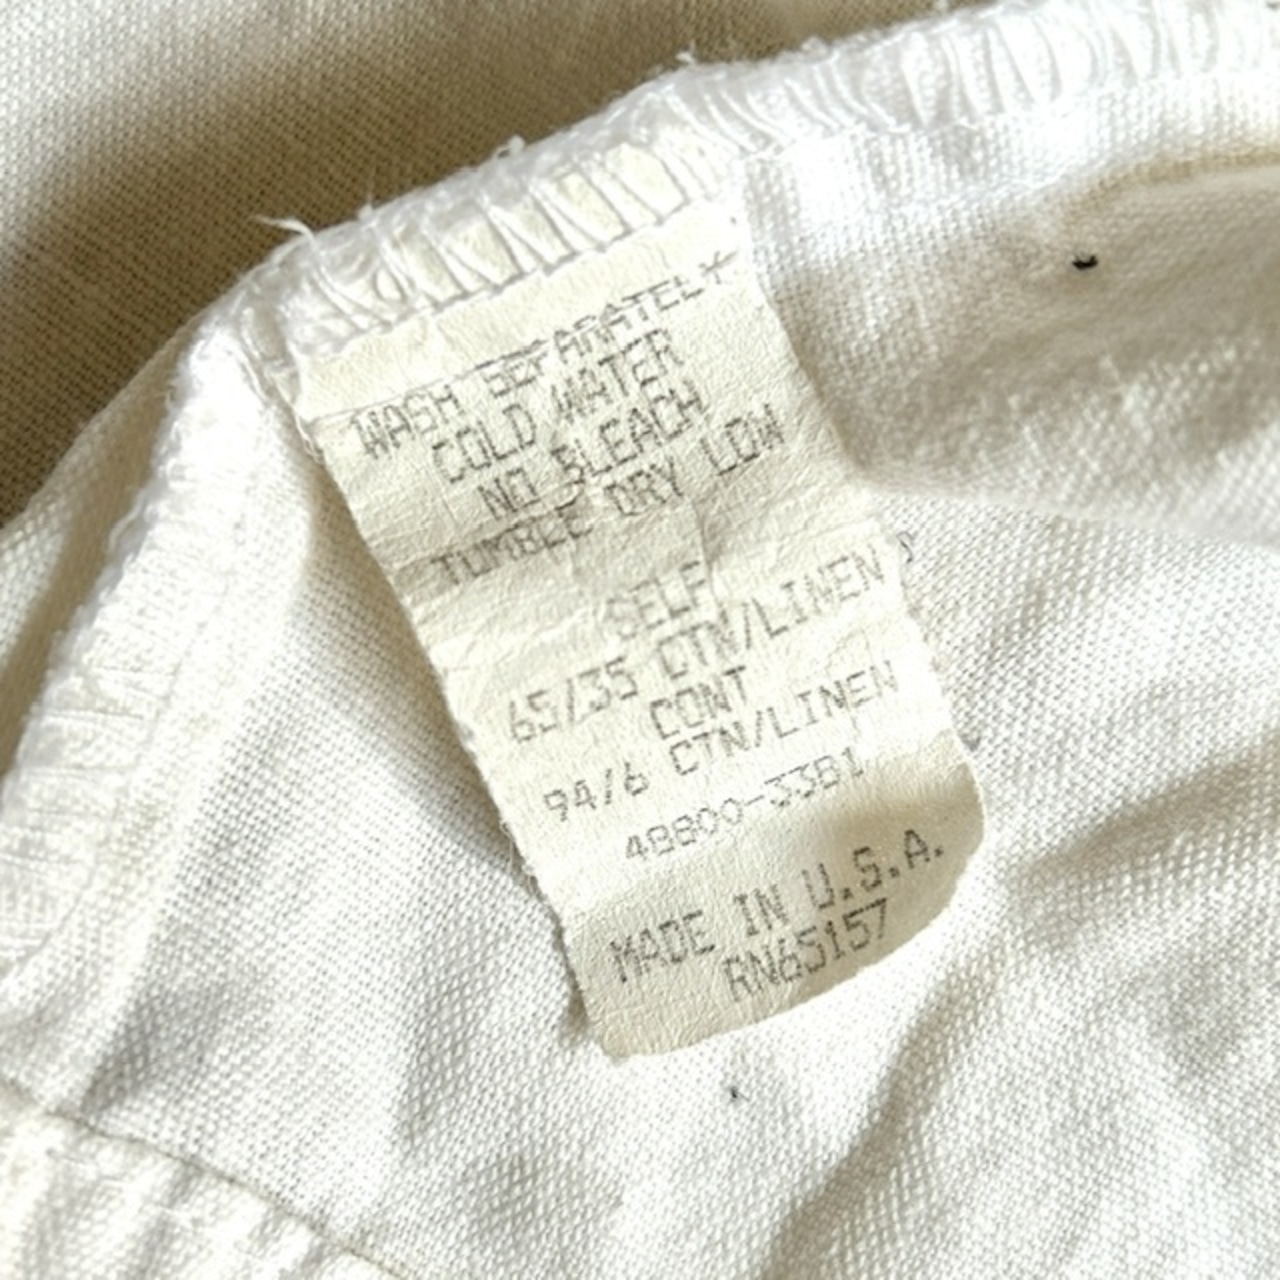 WASH SEPARATELY
COLD WATER
NO BLEACH
TUMBLE DRY LOW
SELF
65/35 CTN/LINEN
CONT
94/6 CTN/LINEN
48800-3381
MADE IN U.S.A.
RN65157